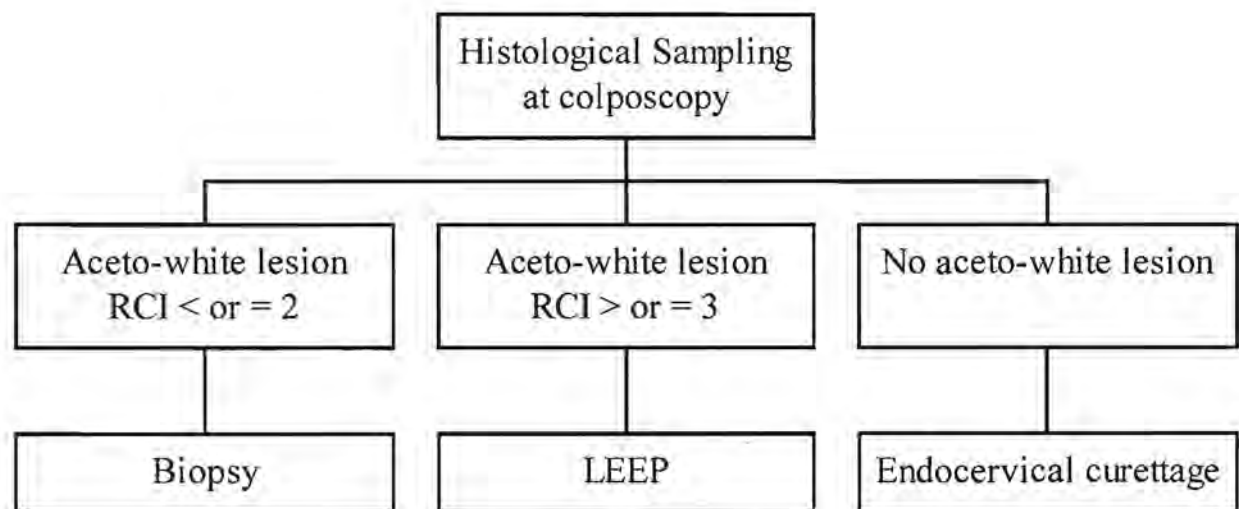 Histological Sampling
at colposcopy
Aceto-white lesion
RCI < or = 2
Aceto-white lesion
RCI > or = 3
No aceto-white lesion
Biopsy
LEEP
Endocervical curettage